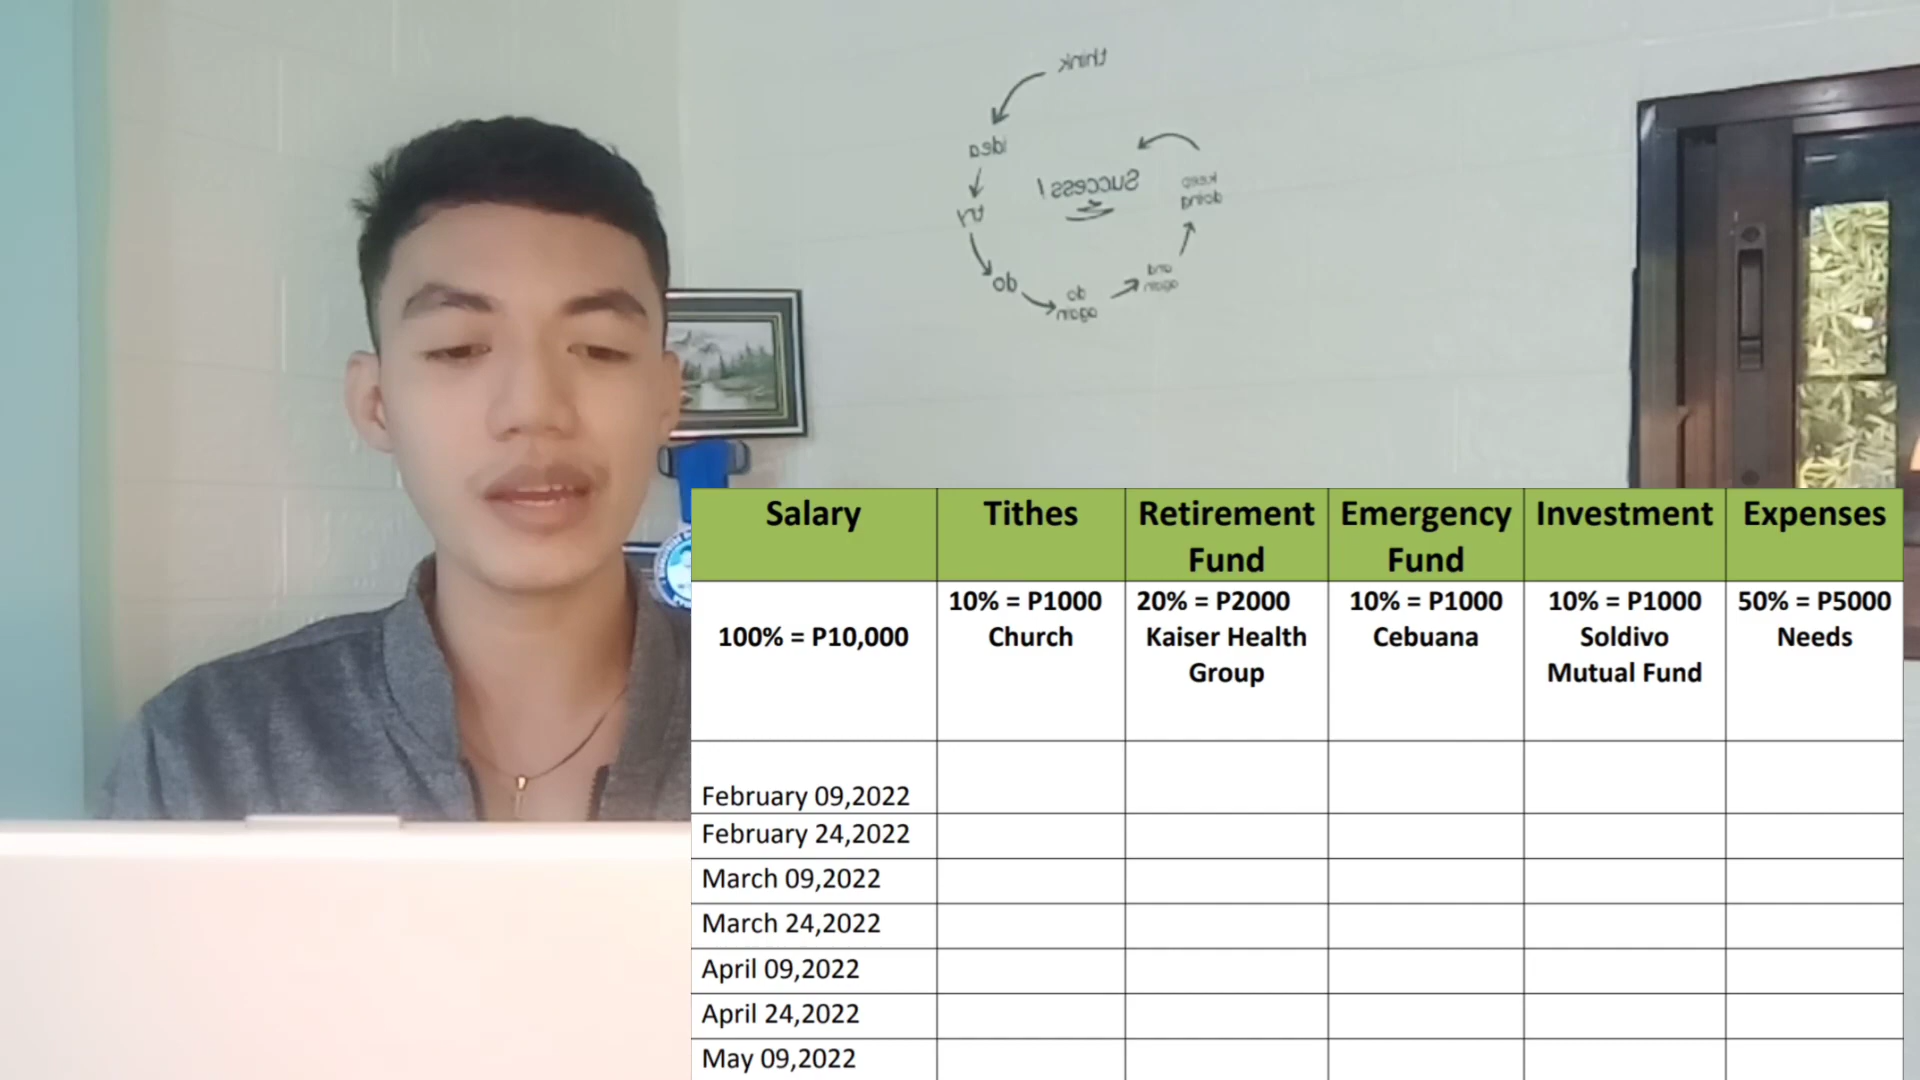 think
idea
try
do
do
again
and
again
keep
doing
Success!
Salary Tithes Retirement Fund Emergency Fund Investment Expenses
100% = P10,000 10% = P1000 Church 20% = P2000 Kaiser Health Group 10% = P1000 Cebuana 10% = P1000 Soldivo Mutual Fund 50% = P5000 Needs
February 09,2022
February 24,2022
March 09,2022
March 24,2022
April 09,2022
April 24,2022
May 09,2022